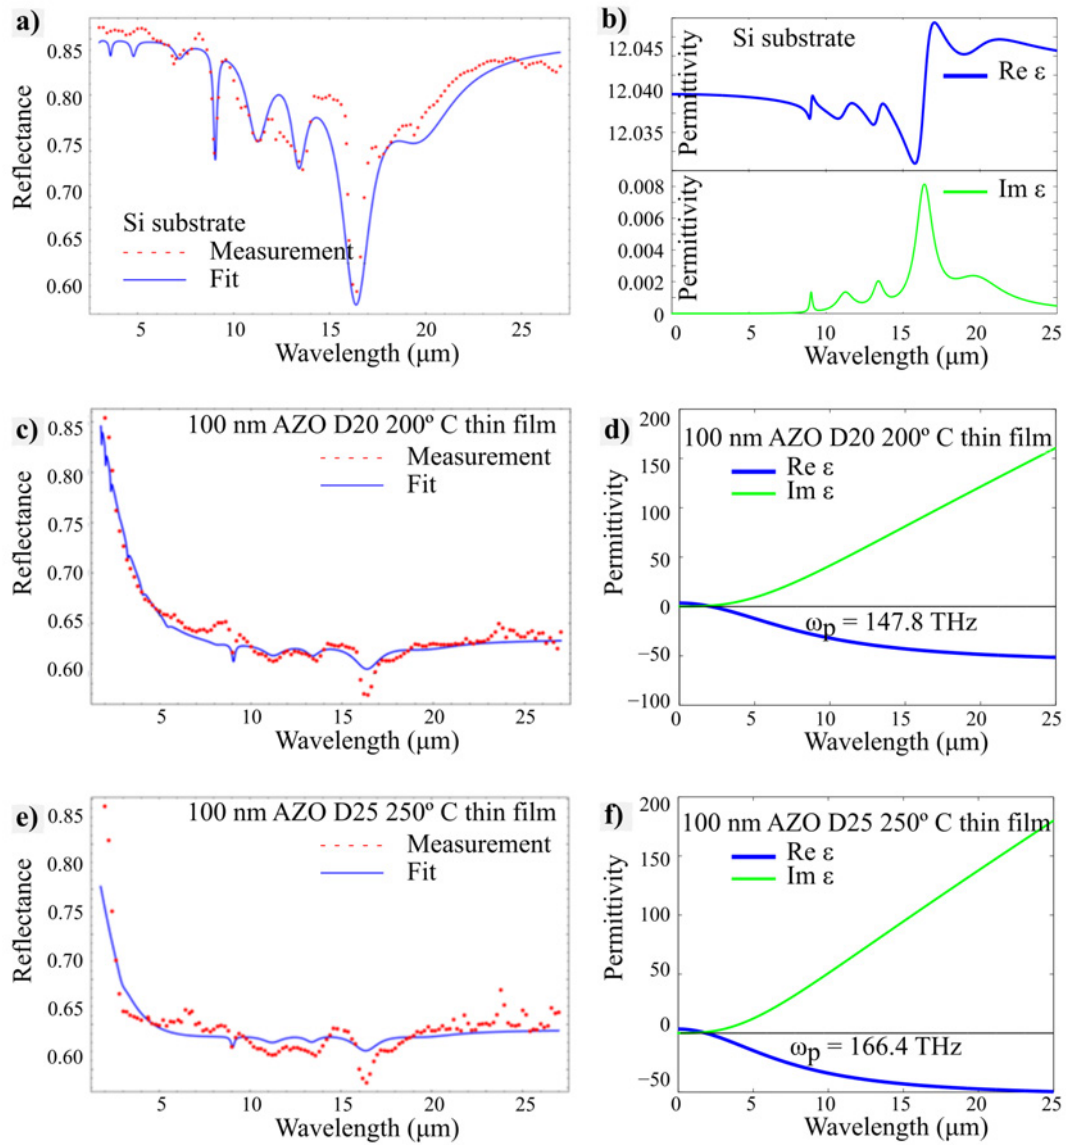 a)
0.85
0.80
0.75
0.70
0.65
0.60
Reflectance
Si substrate
Measurement
Fit
5 10 15 20 25
Wavelength (μm)
b)
Si substrate
12.045
12.040
12.035
Permittivity
Re ε
0.008
0.006
0.004
0.002
0
Permittivity
Im ε
0 5 10 15 20 25
Wavelength (μm)
c)
100 nm AZO D20 200º C thin film
Measurement
Fit
0.85
0.80
0.75
0.70
0.65
0.60
Reflectance
5 10 15 20 25
Wavelength (μm)
d)
100 nm AZO D20 200º C thin film
Re ε
Im ε
200
150
100
50
0
−50
−100
Permittivity
ωp = 147.8 THz
0 5 10 15 20 25
Wavelength (μm)
e)
100 nm AZO D25 250º C thin film
Measurement
Fit
0.85
0.80
0.75
0.70
0.65
0.60
Reflectance
5 10 15 20 25
Wavelength (μm)
f)
100 nm AZO D25 250º C thin film
Re ε
Im ε
200
150
100
50
0
−50
Permittivity
ωp = 166.4 THz
0 5 10 15 20 25
Wavelength (μm)